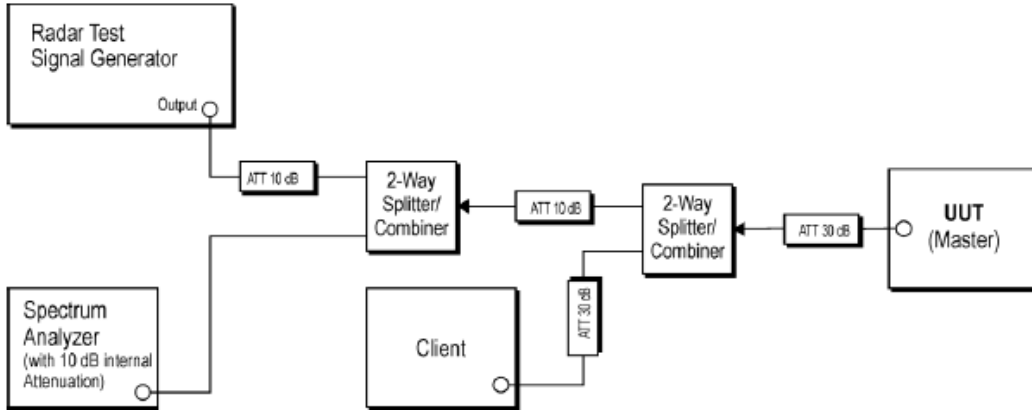 Radar Test
Signal Generator
Output
ATT 10 dB
2-Way
Splitter/
Combiner
ATT 10 dB
2-Way
Splitter/
Combiner
ATT 30 dB
UUT
(Master)
Spectrum
Analyzer
(with 10 dB internal
Attenuation)
Client
ATT 30 dB